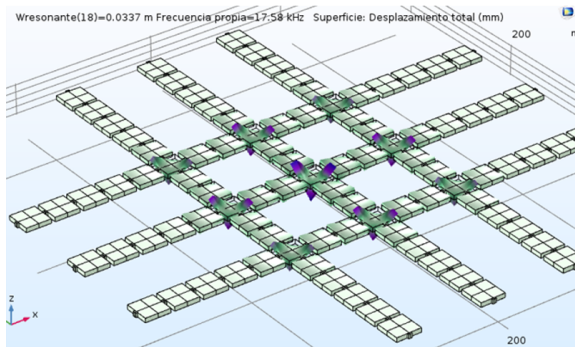 Wresonante(18)=0.0337 m Frecuencia propia=17.58 kHz Superficie: Desplazamiento total (mm)
200
z
x
200